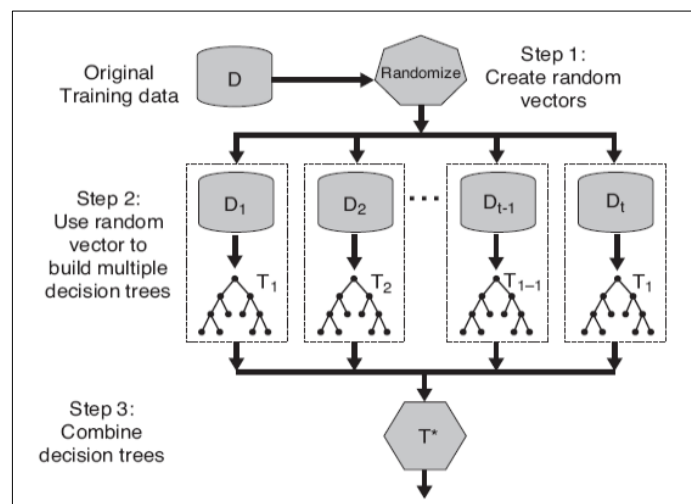 Original
Training data
D
Randomize
Step 1:
Create random
vectors
Step 2:
Use random
vector to
build multiple
decision trees
D1
D2
....
Dt-1
Dt
T1
T2
T1–1
T1
Step 3:
Combine
decision trees
T*